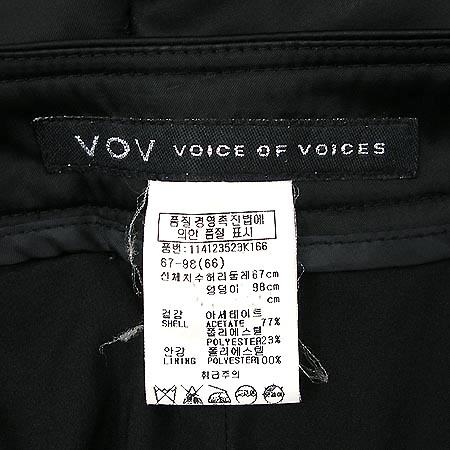 VOV VOICE OF VOICES
품질경영촉진법에
의한 품질 표시
품번: 114123529K166
67-98(66)
신체치수허리둘레67cm
엉덩이 98cm
cm
겉감 아세테이트
SHELL ACETATE 77%
폴리에스텔
POLYESTER23%
안감 폴리에스텔
LINING POLYESTER100%
취급주의